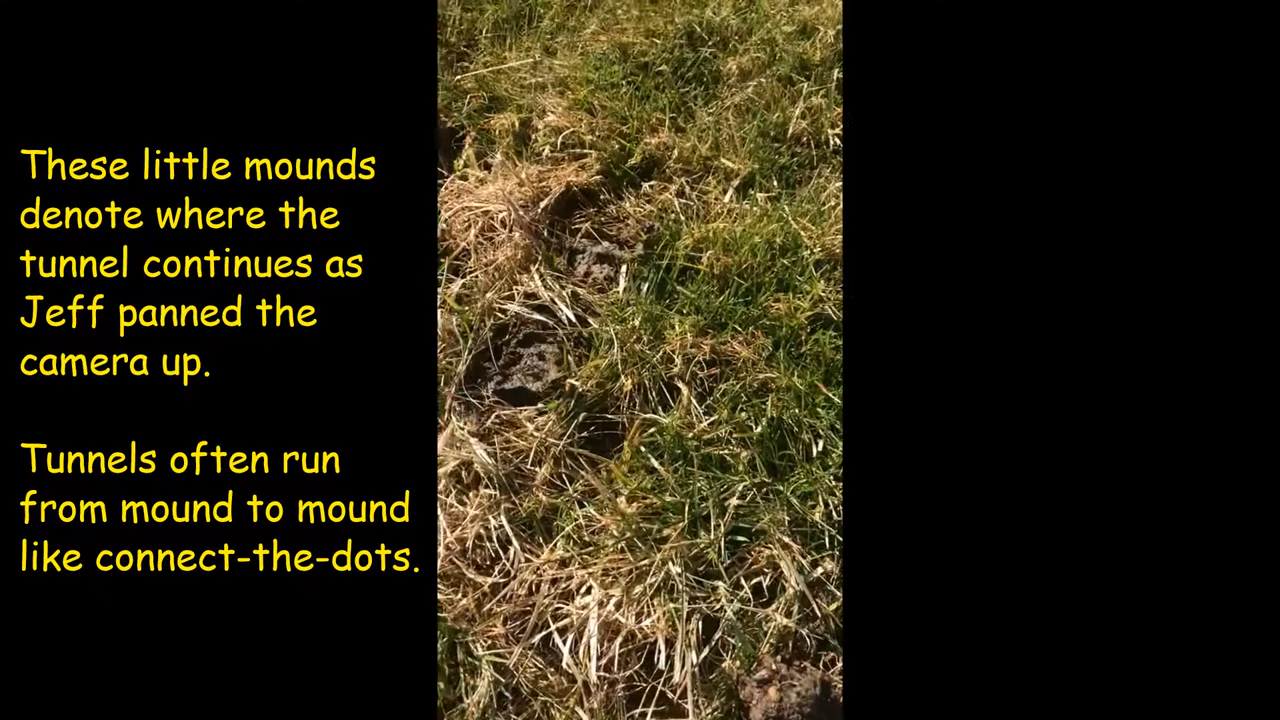 These little mounds
denote where the
tunnel continues as
Jeff panned the
camera up.
Tunnels often run
from mound to mound
like connect-the-dots.